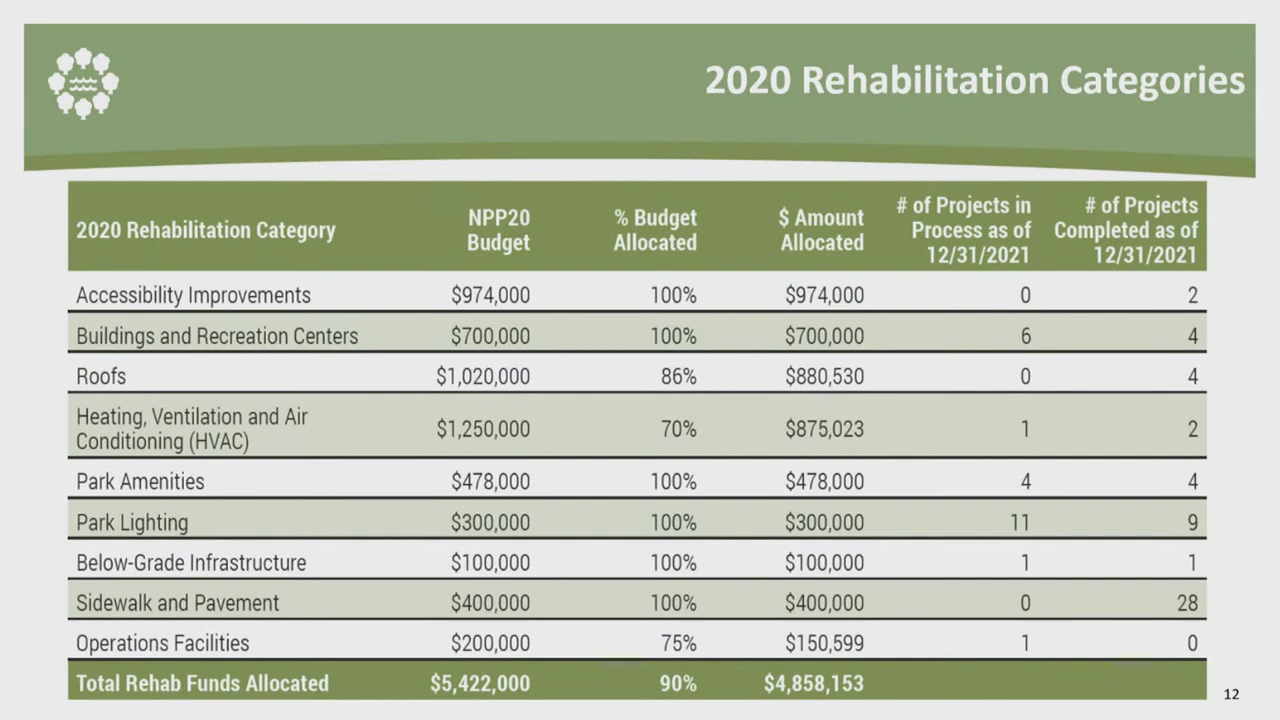 2020 Rehabilitation Categories
2020 Rehabilitation Category NPP20 Budget % Budget Allocated $ Amount Allocated # of Projects in Process as of 12/31/2021 # of Projects Completed as of 12/31/2021
Accessibility Improvements $974,000 100% $974,000 0 2
Buildings and Recreation Centers $700,000 100% $700,000 6 4
Roofs $1,020,000 86% $880,530 0 4
Heating, Ventilation and Air Conditioning (HVAC) $1,250,000 70% $875,023 1 2
Park Amenities $478,000 100% $478,000 4 4
Park Lighting $300,000 100% $300,000 11 9
Below-Grade Infrastructure $100,000 100% $100,000 1 1
Sidewalk and Pavement $400,000 100% $400,000 0 28
Operations Facilities $200,000 75% $150,599 1 0
Total Rehab Funds Allocated $5,422,000 90% $4,858,153
12